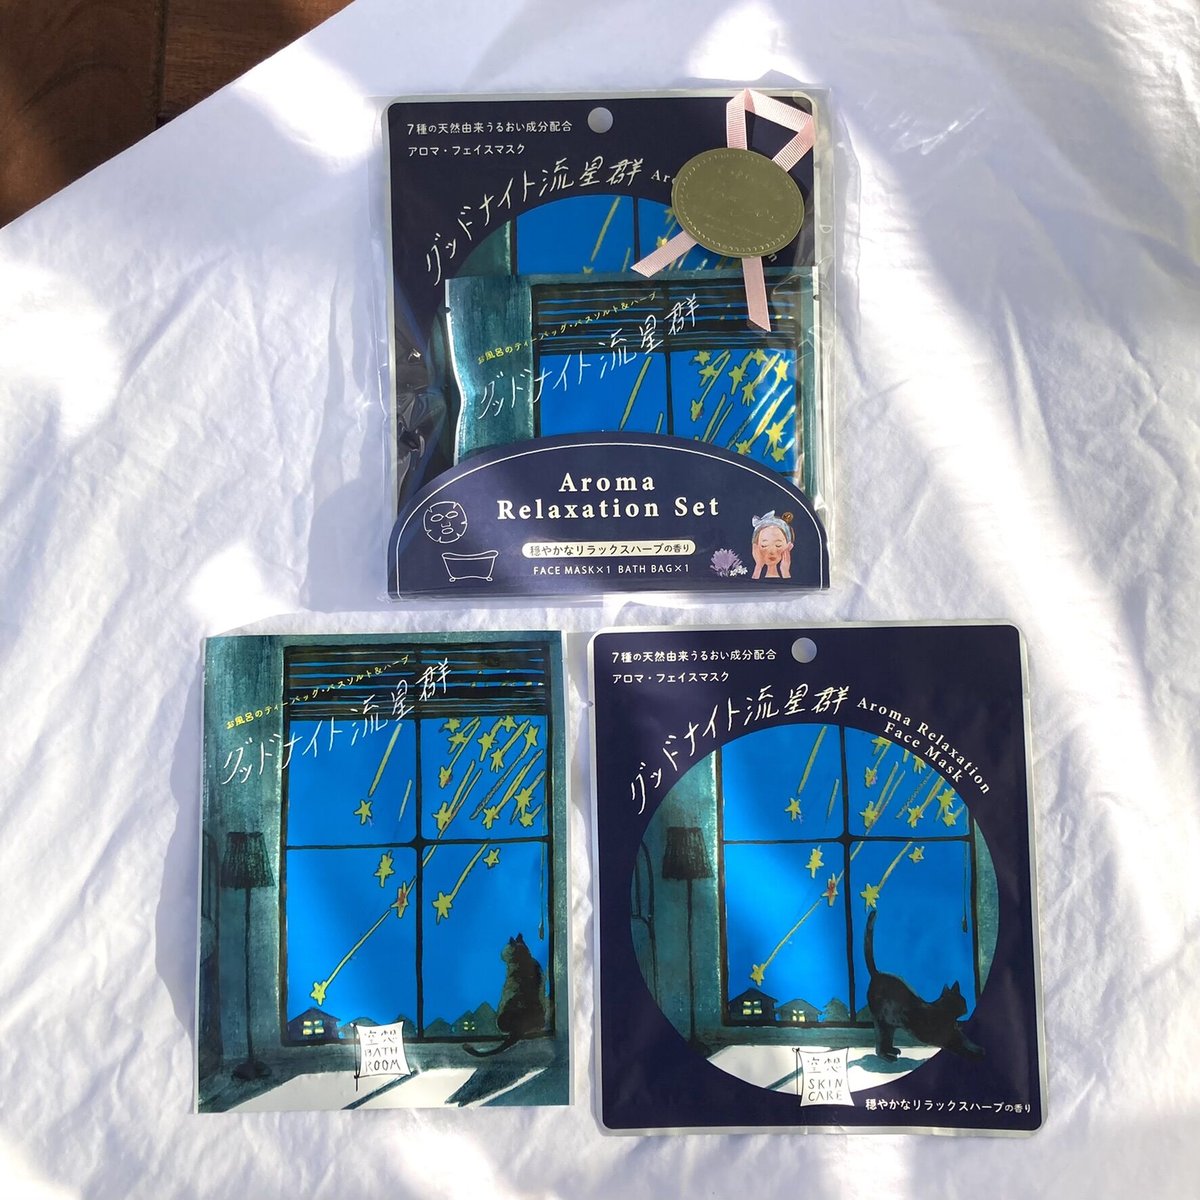 7種の天然由来うるおい成分配合
アロマ・フェイスマスク
グッドナイト流星群
お風呂のティーバッグ・バスソルト&ハーブ
グッドナイト流星群
Aroma
Relaxation Set
穏やかなリラックスハーブの香り
FACE MASK×1 BATH BAG×1
お風呂のティーバッグ・バスソルト&ハーブ
グッドナイト流星群
空想
BATH
ROOM
7種の天然由来うるおい成分配合
アロマ・フェイスマスク
グッドナイト流星群
Aroma Relaxation
Face Mask
空想
SKIN
CARE
穏やかなリラックスハーブの香り